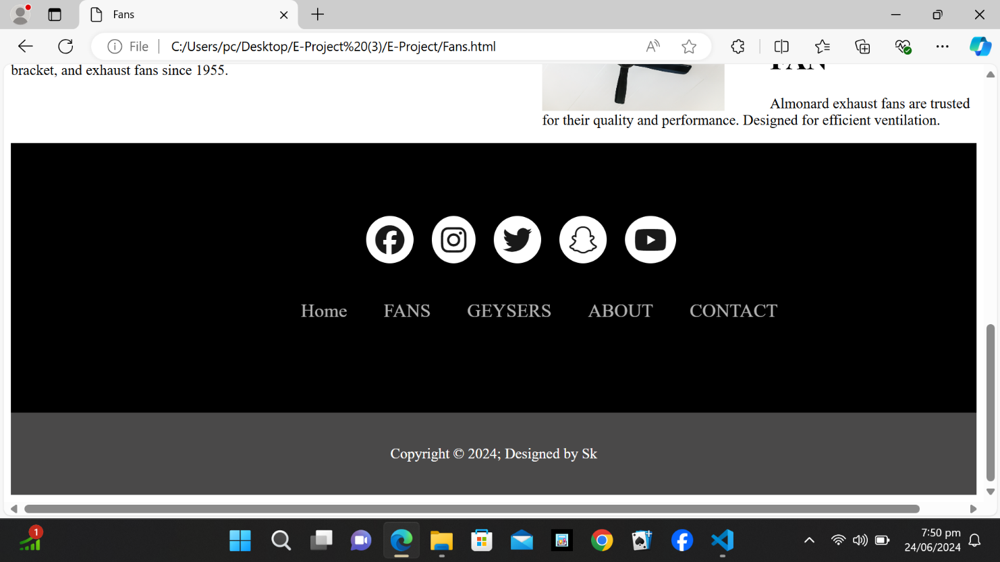 Fans
File
C:/Users/pc/Desktop/E-Project%20(3)/E-Project/Fans.html
bracket, and exhaust fans since 1955.
FAN
Almonard exhaust fans are trusted
for their quality and performance. Designed for efficient ventilation.
Home FANS GEYSERS ABOUT CONTACT
Copyright © 2024; Designed by Sk
1
7:50 pm
24/06/2024